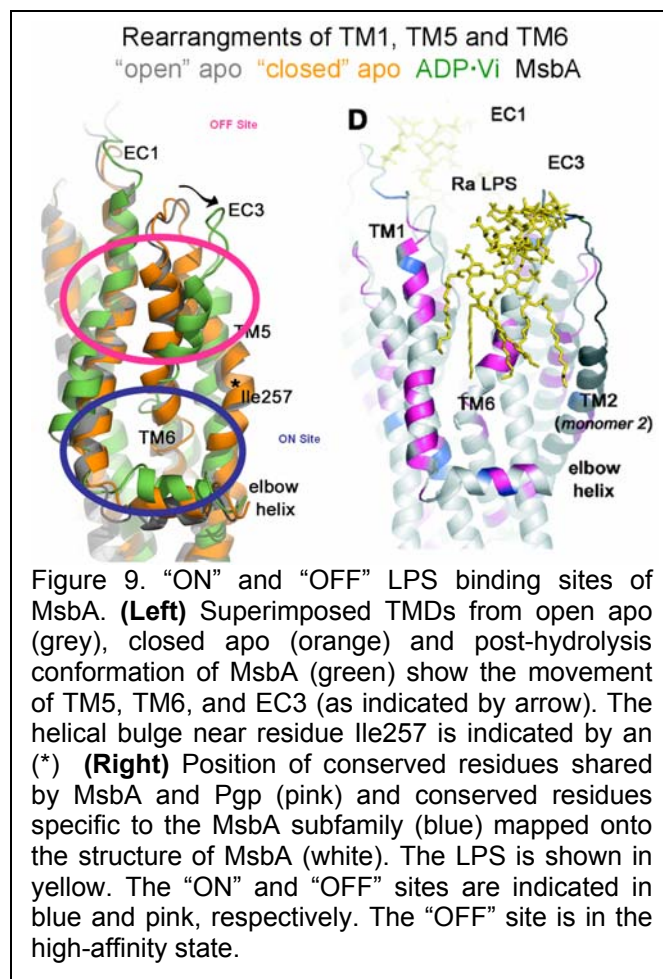 Rearrangments of TM1, TM5 and TM6
"open" apo "closed" apo ADP·Vi MsbA
OFF Site
EC1
EC3
TM5
* Ile257
TM6
ON Site
elbow
helix
D
EC1
EC3
Ra LPS
TM1
TM6
TM2
(monomer 2)
elbow
helix
Figure 9. "ON" and "OFF" LPS binding sites of
MsbA. (Left) Superimposed TMDs from open apo
(grey), closed apo (orange) and post-hydrolysis
conformation of MsbA (green) show the movement
of TM5, TM6, and EC3 (as indicated by arrow). The
helical bulge near residue Ile257 is indicated by an
(*) (Right) Position of conserved residues shared
by MsbA and Pgp (pink) and conserved residues
specific to the MsbA subfamily (blue) mapped onto
the structure of MsbA (white). The LPS is shown in
yellow. The "ON" and "OFF" sites are indicated in
blue and pink, respectively. The "OFF" site is in the
high-affinity state.